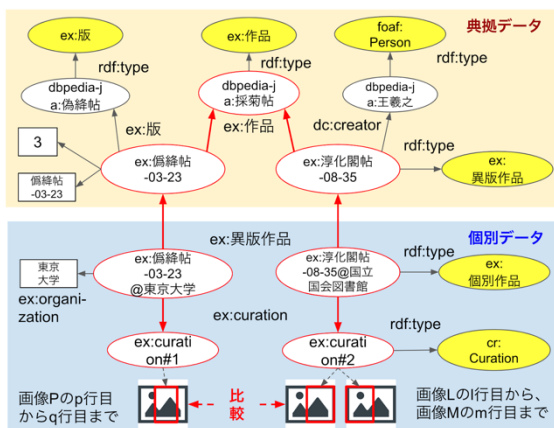 典拠データ
ex:版
ex:作品
foaf:
Person
rdf:type
rdf:type
rdf:type
dbpedia-j
a:偽絳帖
dbpedia-j
a:採菊帖
dbpedia-j
a:王羲之
ex:版
ex:作品
dc:creator
3
僞絳帖
-03-23
僞絳帖
-03-23
ex:僞絳帖
-03-23
ex:淳化閣帖
-08-35
rdf:type
ex:
異版作品
個別データ
ex:異版作品
東京
大学
ex:organi-
zation
ex:僞絳帖
-03-23
@東京大学
ex:淳化閣帖
-08-35@国立
国会図書館
rdf:type
ex:
個別作品
ex:curation
ex:curati
on#1
ex:curati
on#2
rdf:type
cr:
Curation
画像Pのp行目
からq行目まで
比
較
画像Lのl行目から、
画像Mのm行目まで